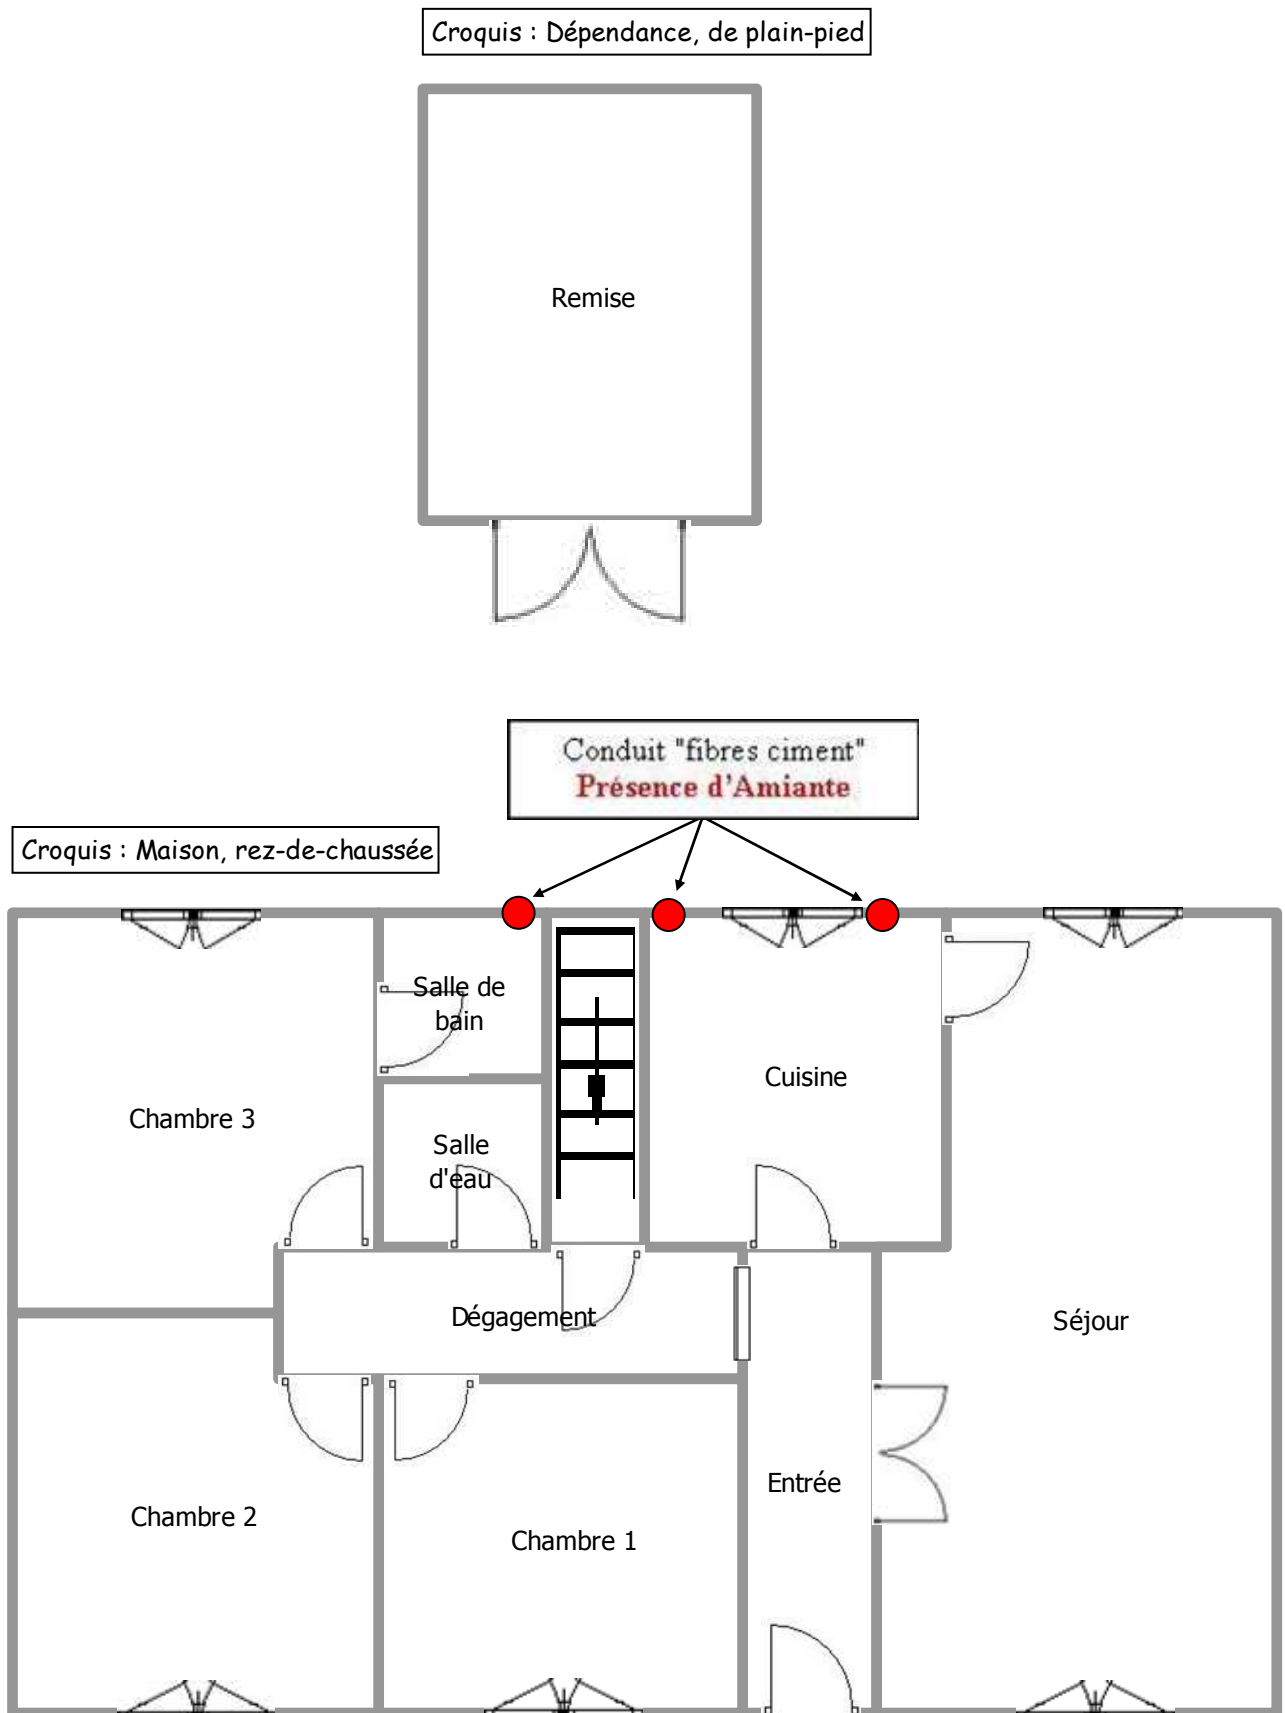 Croquis : Dépendance, de plain-pied
Remise
Conduit "fibres ciment"
Présence d'Amiante
Croquis : Maison, rez-de-chaussée
Salle de
bain
Cuisine
Chambre 3
Salle
d'eau
Dégagement
Séjour
Entrée
Chambre 2
Chambre 1